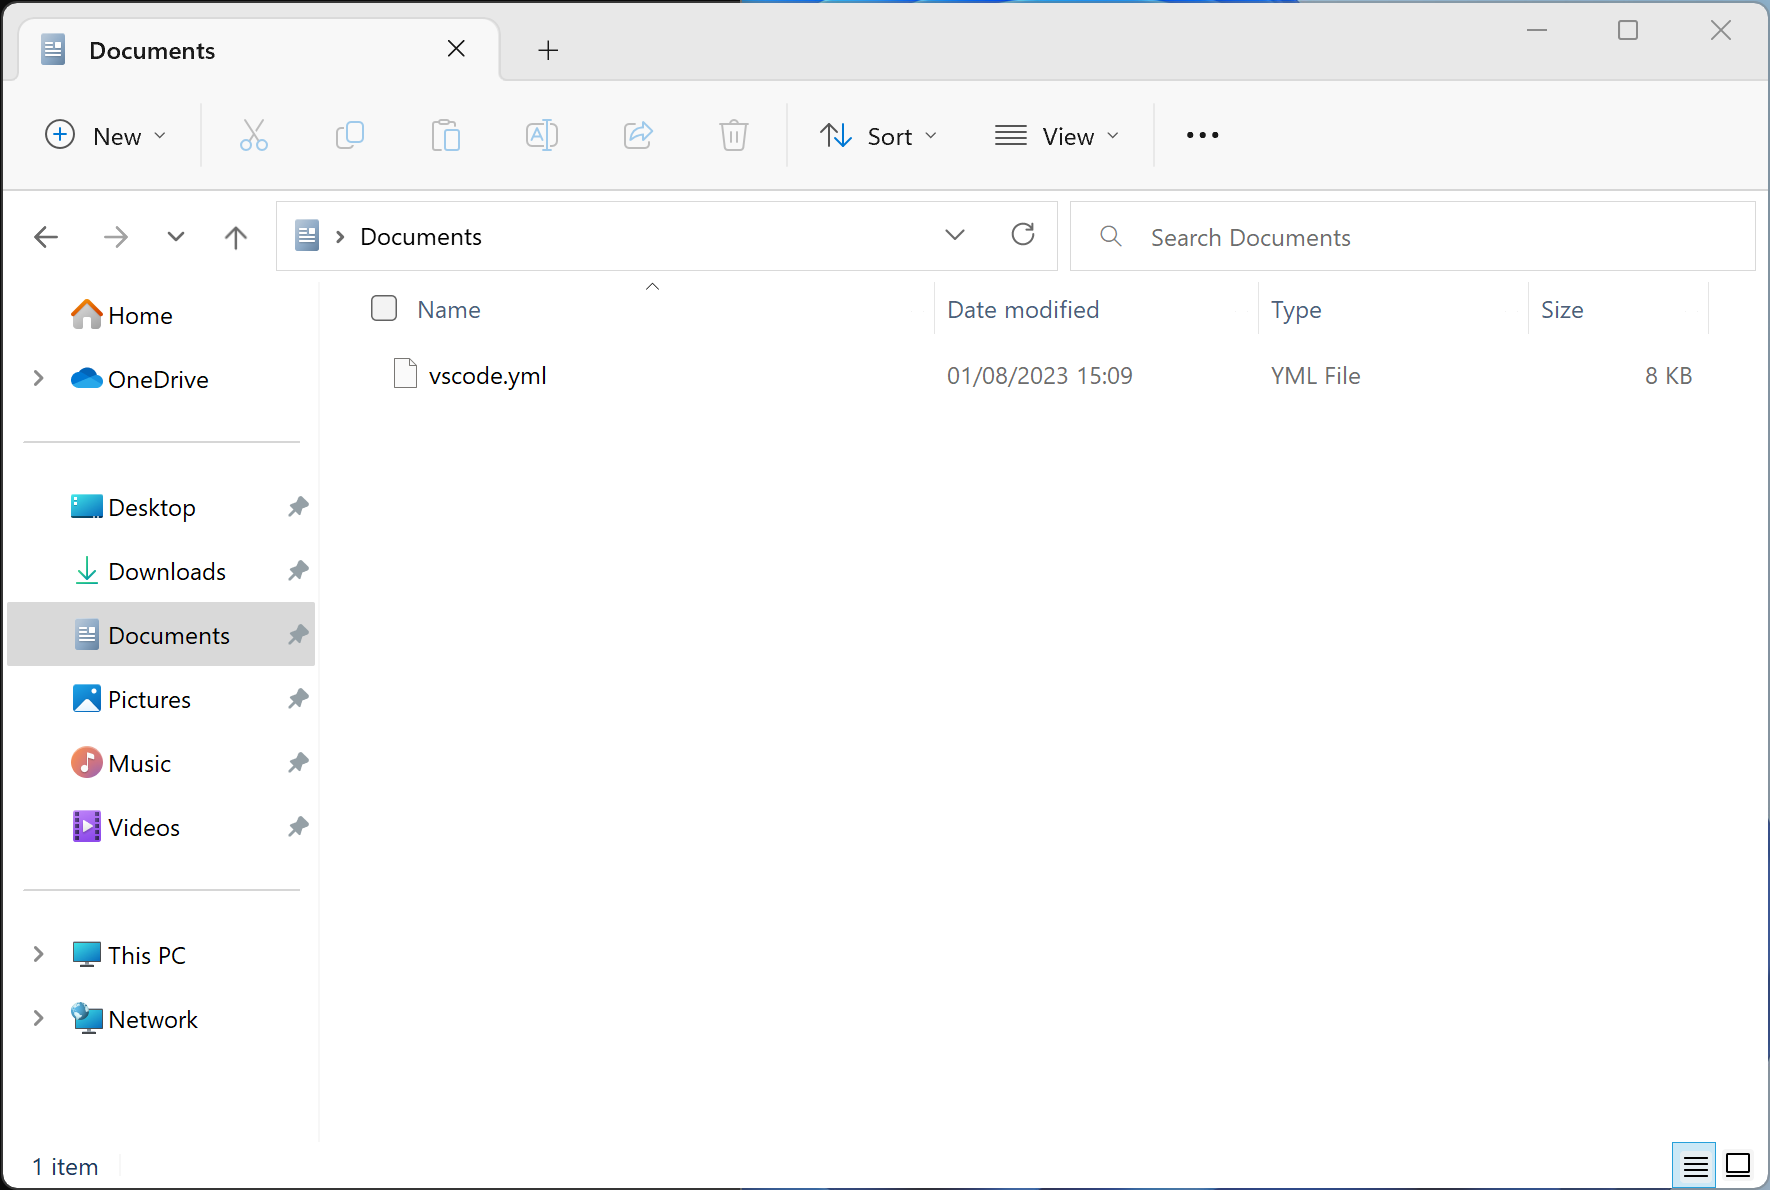 Documents
New Sort View
Documents Search Documents
Home
OneDrive
Desktop
Downloads
Documents
Pictures
Music
Videos
This PC
Network
Name Date modified Type Size
vscode.yml 01/08/2023 15:09 YML File 8 KB
1 item